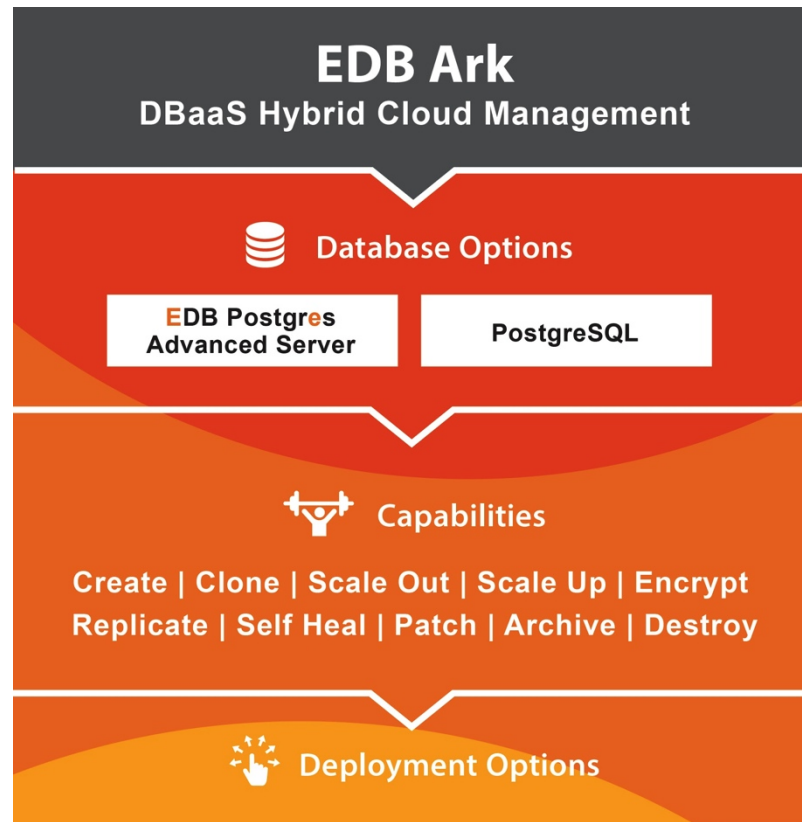 EDB Ark
DBaaS Hybrid Cloud Management
Database Options
EDB Postgres
Advanced Server
PostgreSQL
Capabilities
Create | Clone | Scale Out | Scale Up | Encrypt
Replicate | Self Heal | Patch | Archive | Destroy
Deployment Options